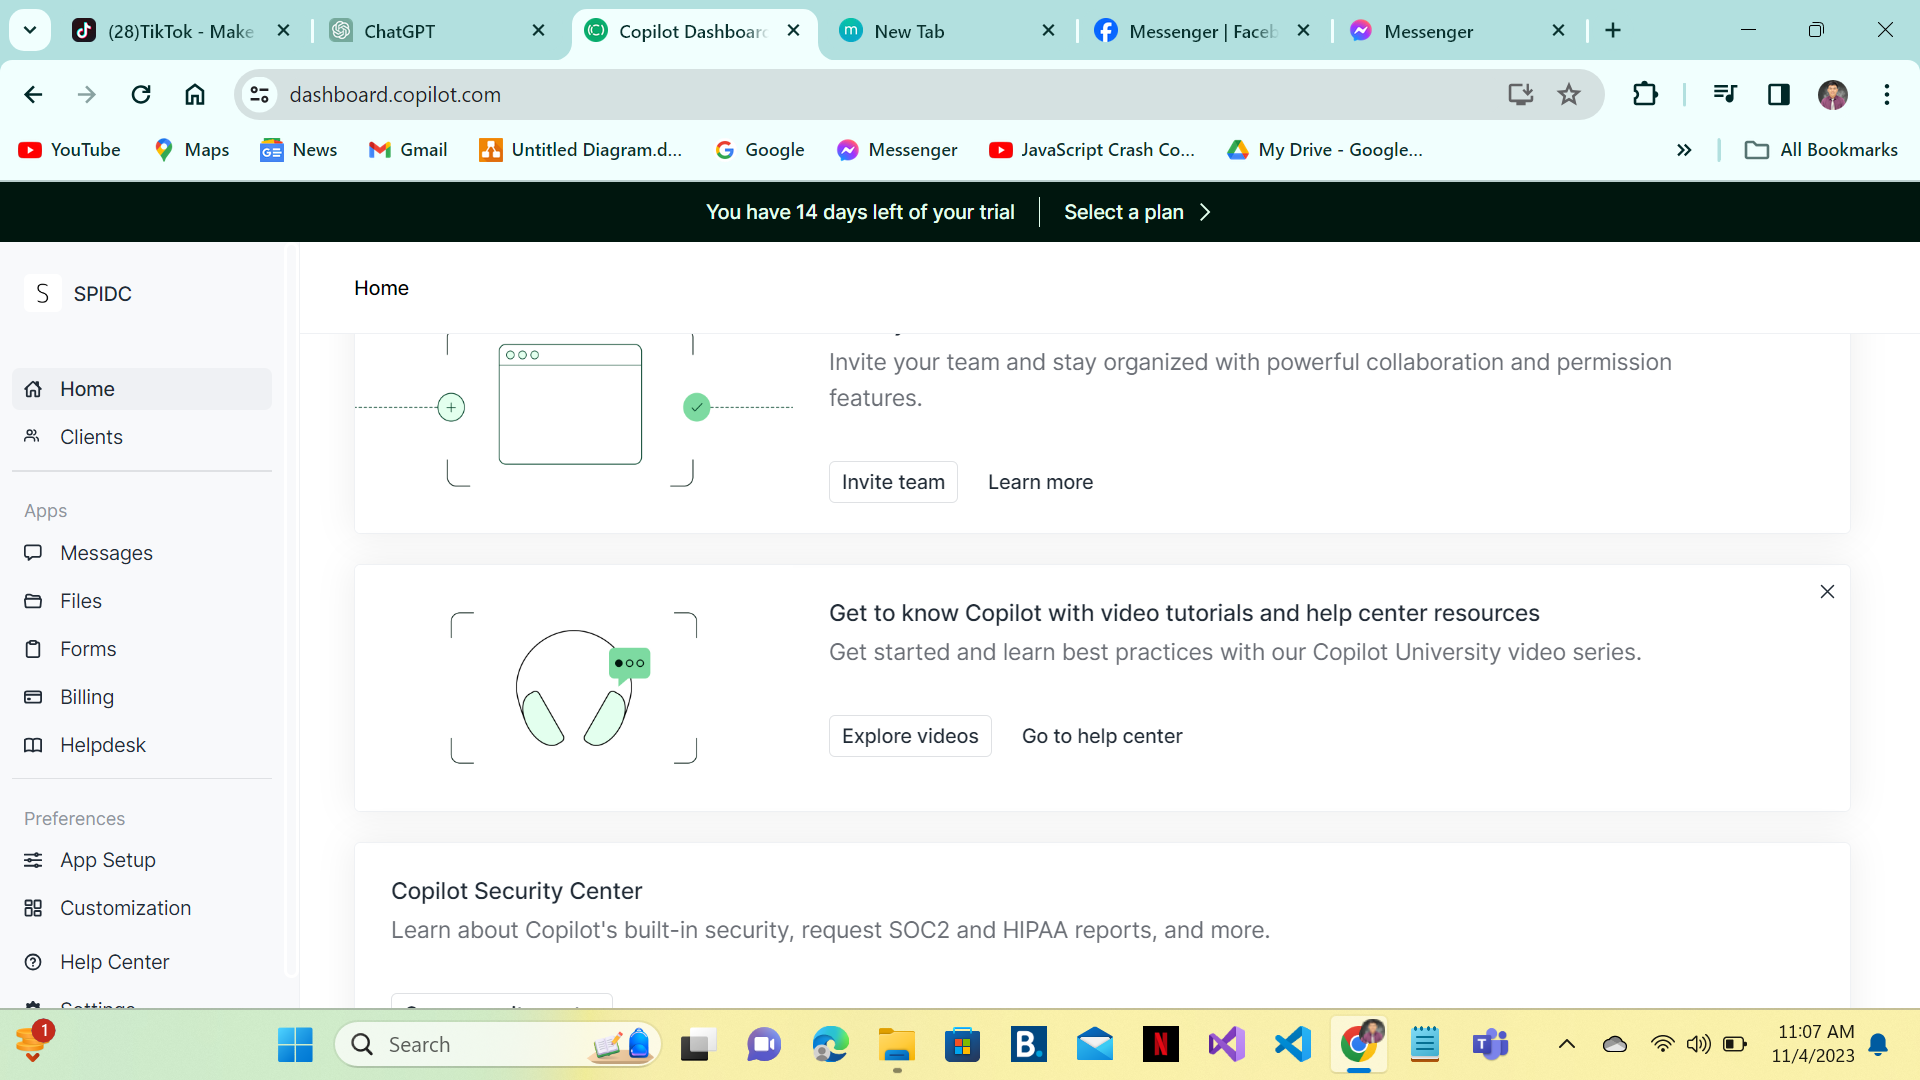 (28)TikTok - Make
ChatGPT
Copilot Dashboard
New Tab
Messenger | Faceb
Messenger
dashboard.copilot.com
YouTube
Maps
News
Gmail
Untitled Diagram.d...
Google
Messenger
JavaScript Crash Co...
My Drive - Google...
All Bookmarks
You have 14 days left of your trial
Select a plan
S
SPIDC
Home
Clients
Apps
Messages
Files
Forms
Billing
Helpdesk
Preferences
App Setup
Customization
Help Center
Settings
Home
Invite your team and stay organized with powerful collaboration and permission
features.
Invite team
Learn more
Get to know Copilot with video tutorials and help center resources
Get started and learn best practices with our Copilot University video series.
Explore videos
Go to help center
Copilot Security Center
Learn about Copilot's built-in security, request SOC2 and HIPAA reports, and more.
1
Search
B.
N
T
11:07 AM
11/4/2023